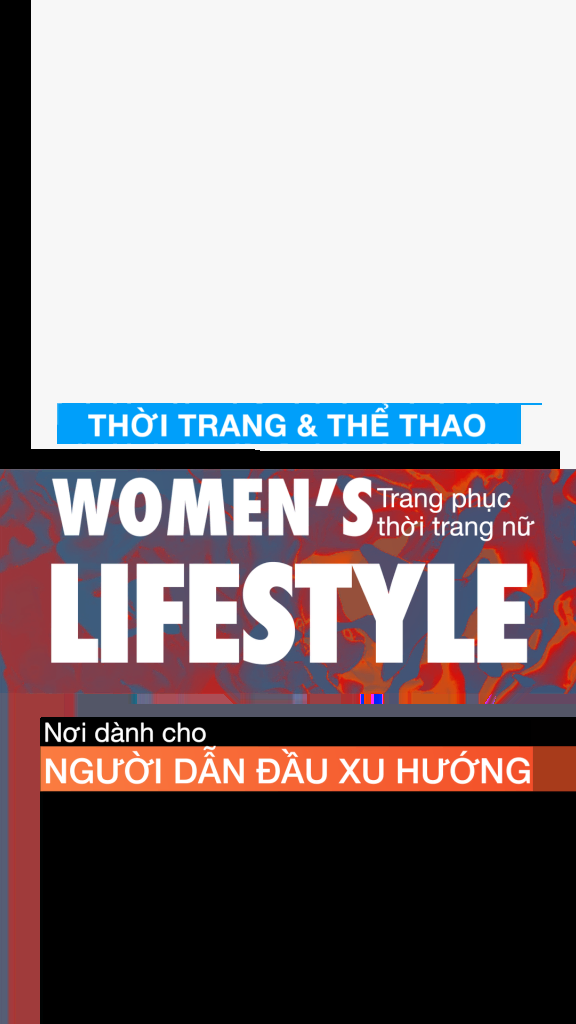 THỜI TRANG & THỂ THAO
WOMEN'S
Trang phục
thời trang nữ
LIFESTYLE
Nơi dành cho
NGƯỜI DẪN ĐẦU XU HƯỚNG